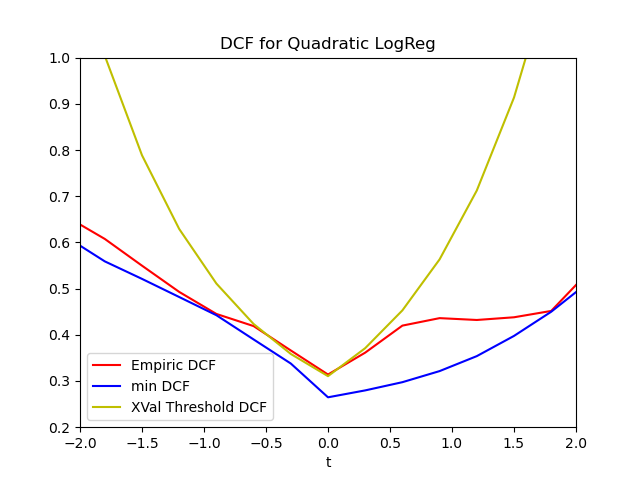 DCF for Quadratic LogReg
1.0
0.9
0.8
0.7
0.6
0.5
0.4
0.3
0.2
Empiric DCF
min DCF
XVal Threshold DCF
−2.0 −1.5 −1.0 −0.5 0.0 0.5 1.0 1.5 2.0
t